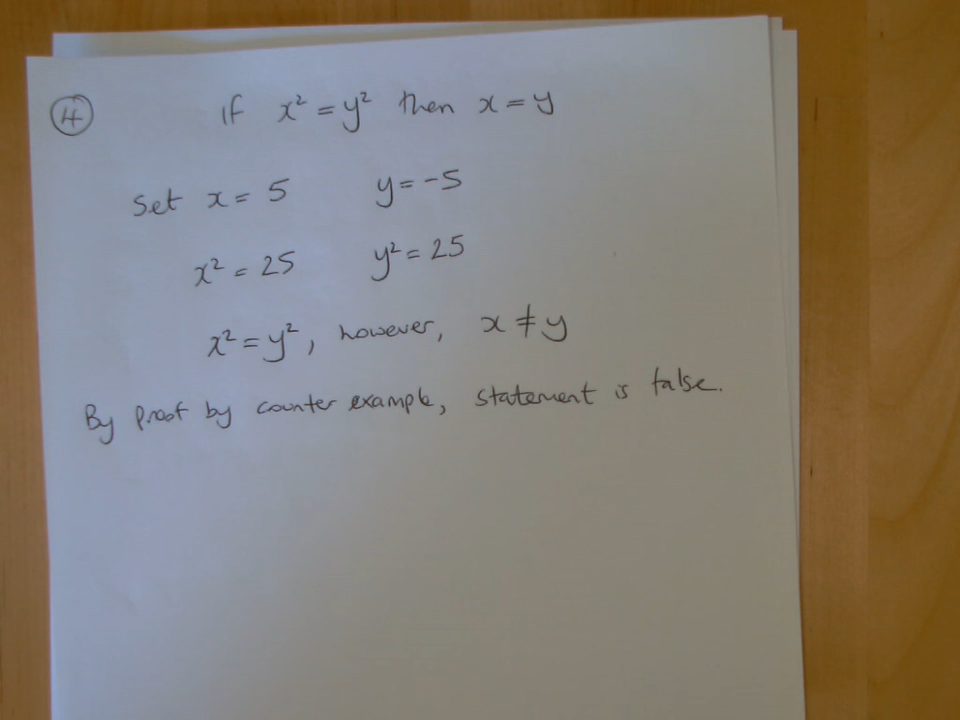 ④ if x² = y² then x = y
Set x = 5 y = -5
x² = 25 y² = 25
x² = y², however, x ≠ y
By proof by counter example, statement is false.